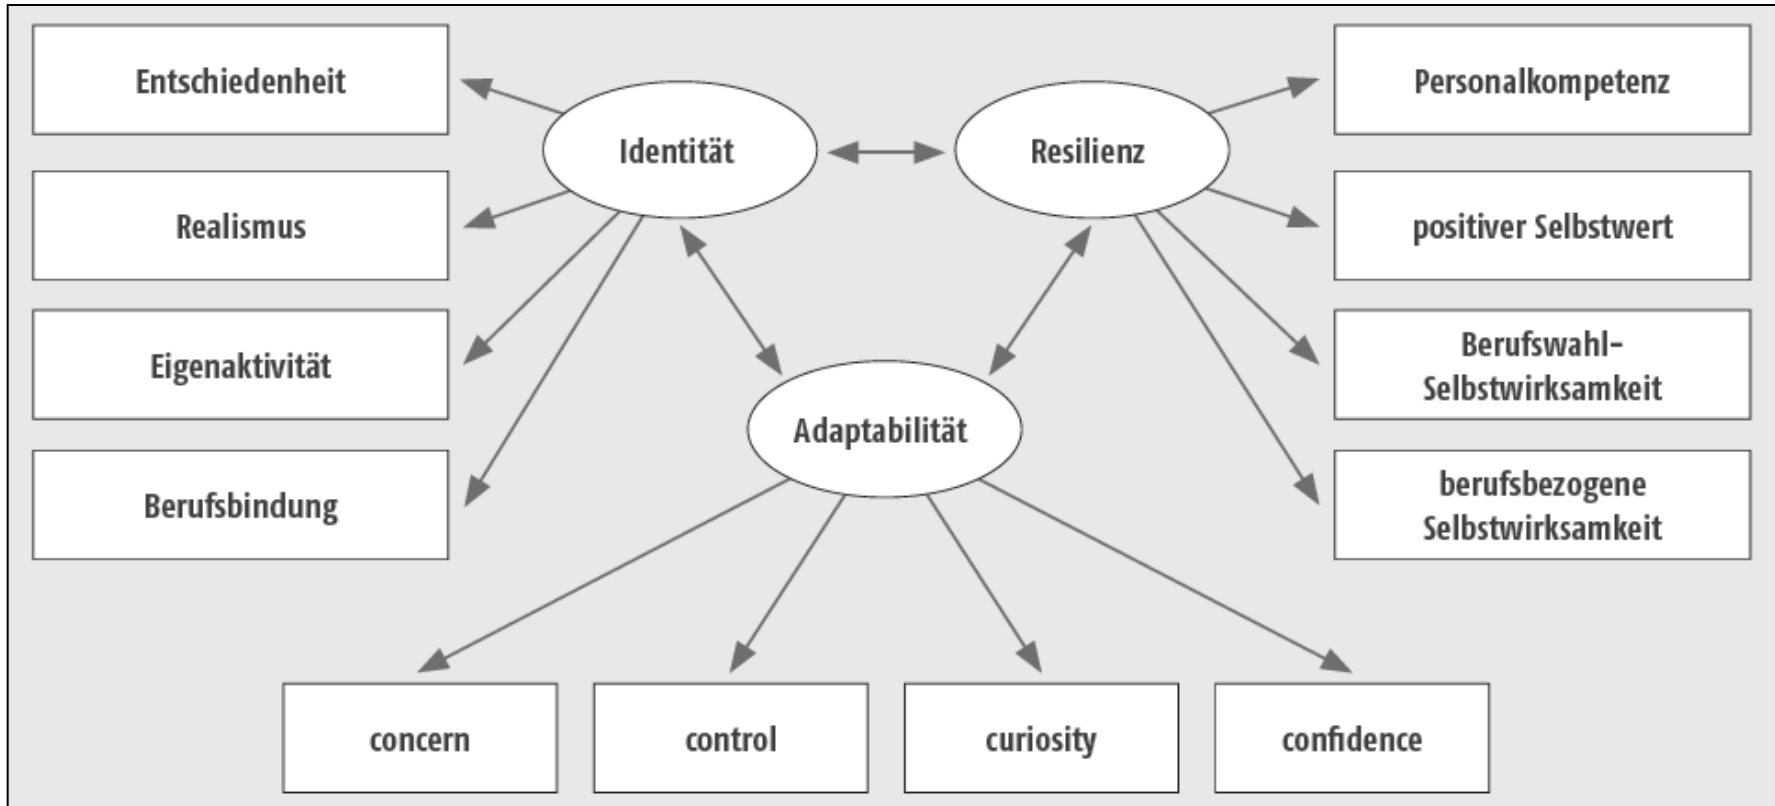 Entschiedenheit
Realismus
Eigenaktivität
Berufsbindung
Identität
Resilienz
Adaptabilität
Personalkompetenz
positiver Selbstwert
Berufswahl-
Selbstwirksamkeit
berufsbezogene
Selbstwirksamkeit
concern
control
curiosity
confidence